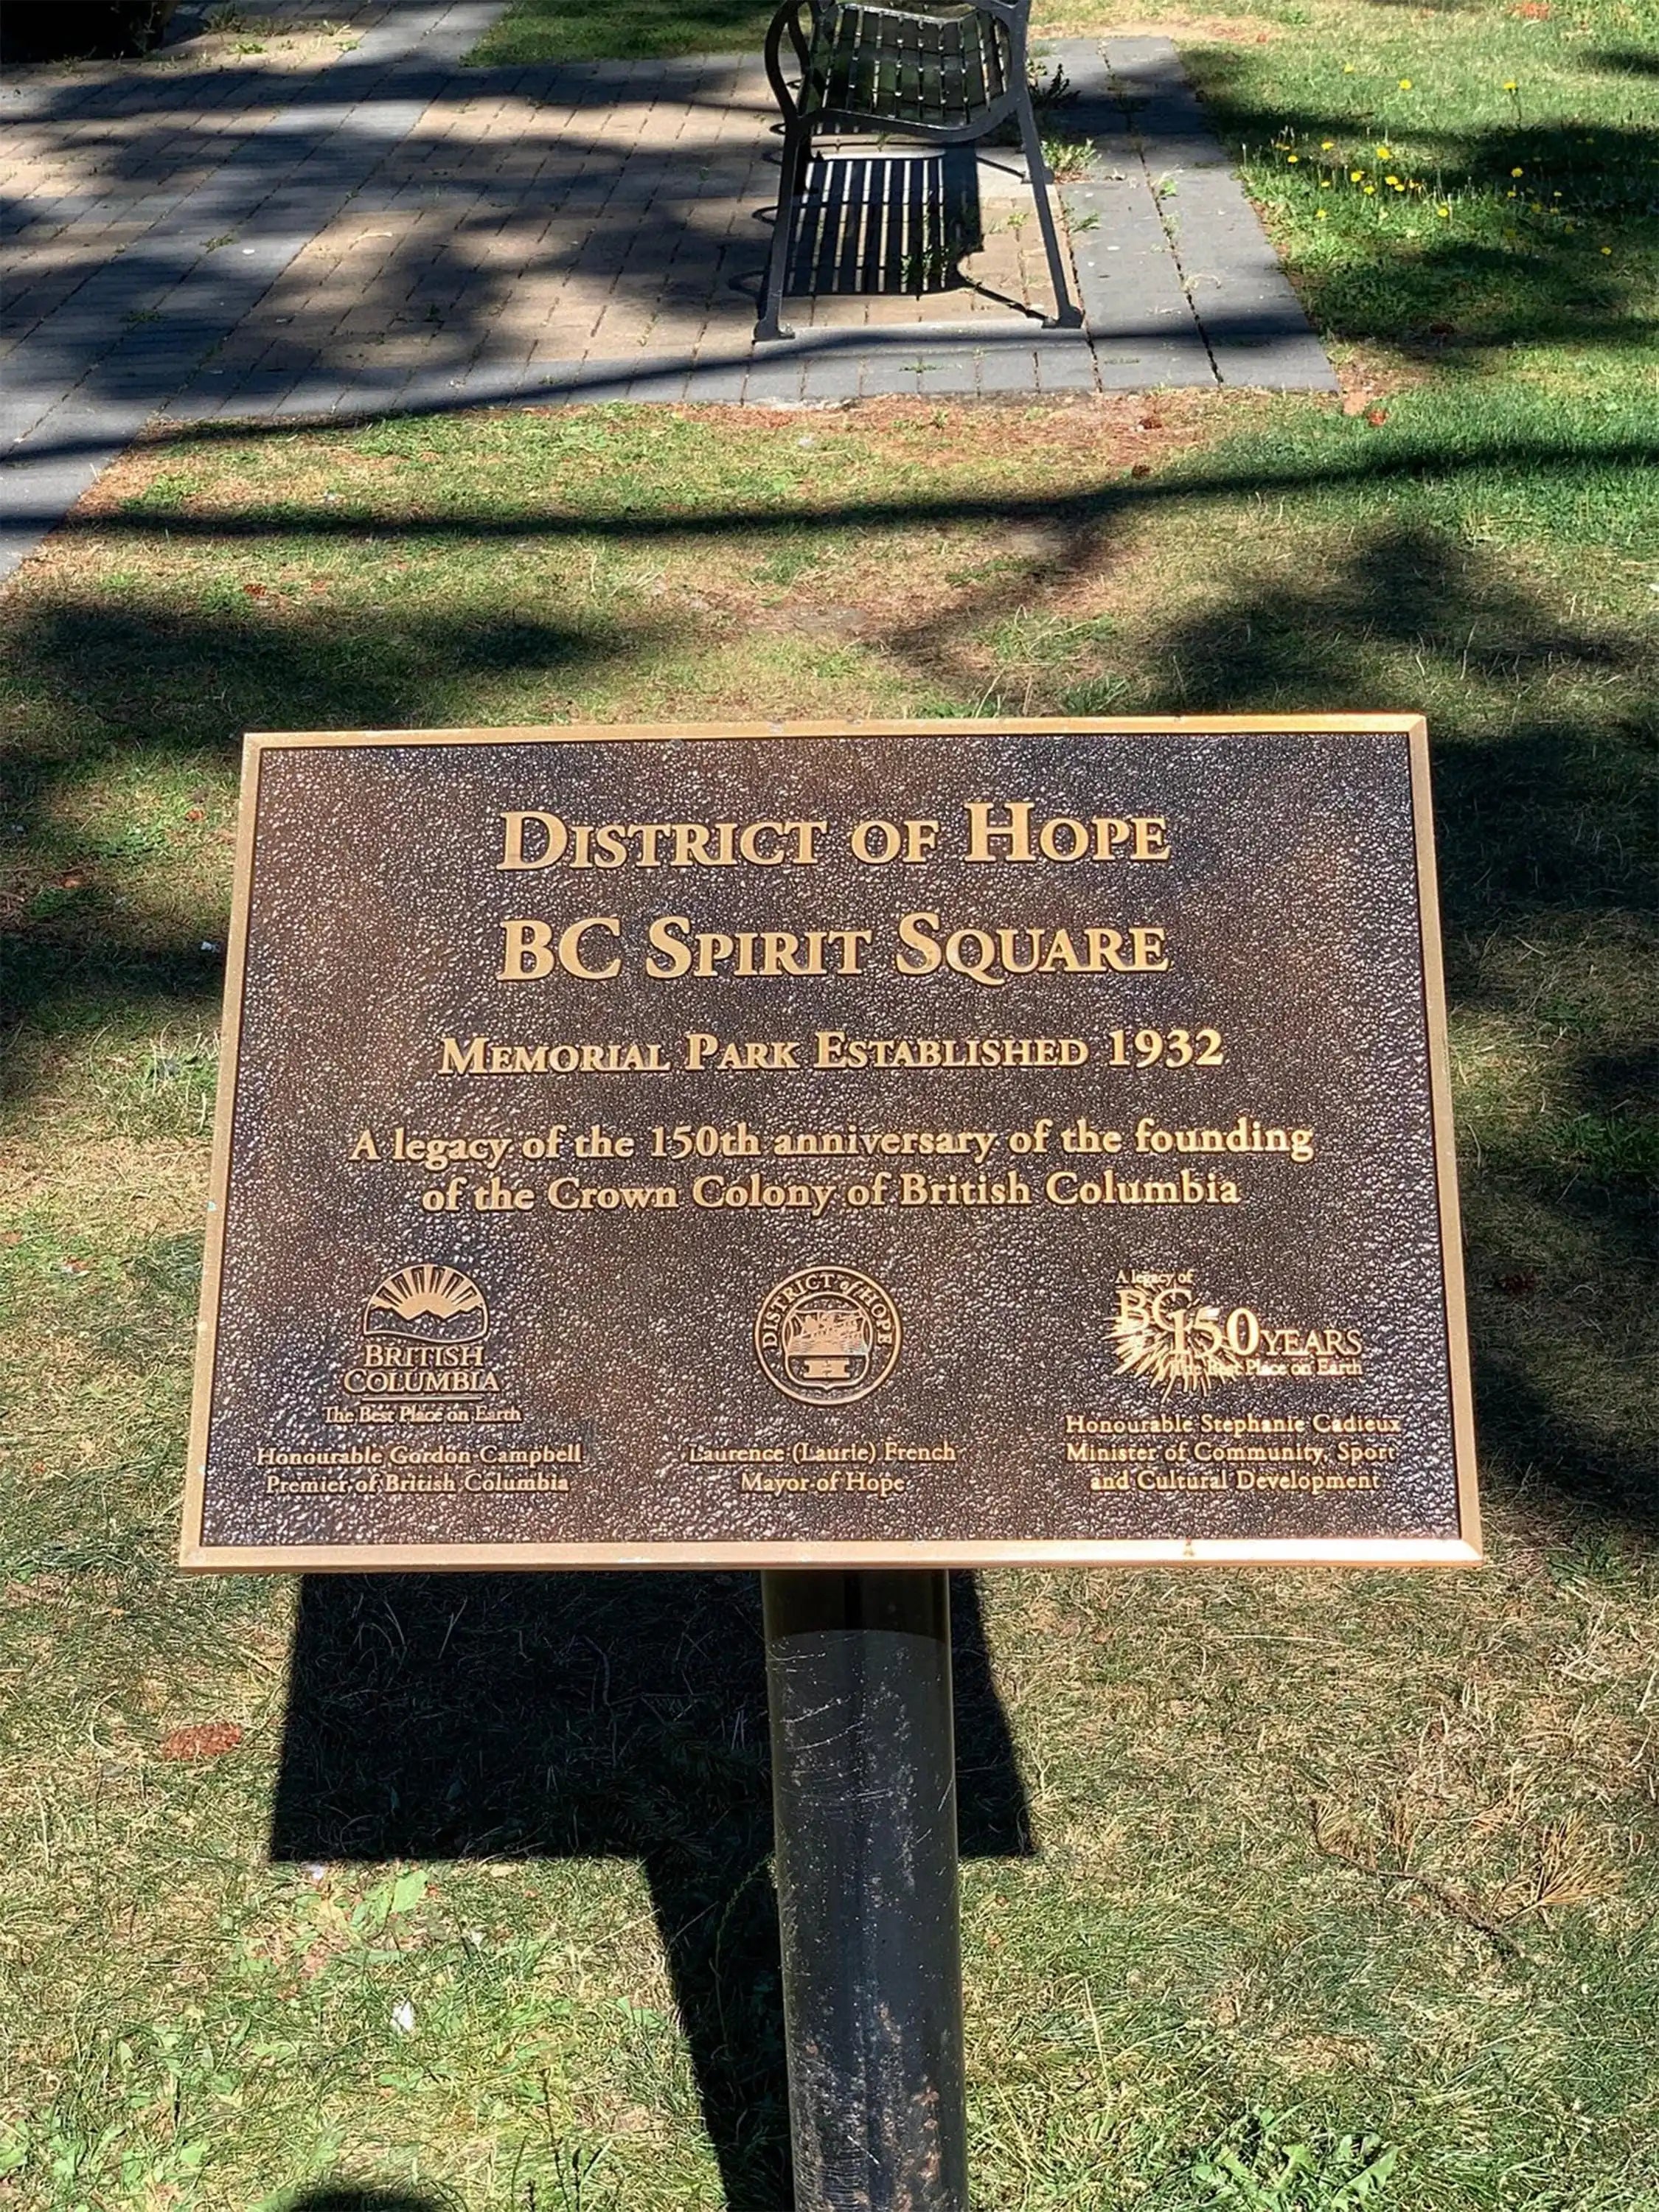 District of Hope
BC Spirit Square
Memorial Park Established 1932
A legacy of the 150th anniversary of the founding
of the Crown Colony of British Columbia
BRITISH
COLUMBIA
The Best Place on Earth
Honourable Gordon Campbell
Premier of British Columbia
DISTRICT of HOPE
H
Laurence (Laurie) French
Mayor of Hope
A legacy of
BC150 YEARS
The Best Place on Earth
Honourable Stephanie Cadieux
Minister of Community, Sport
and Cultural Development